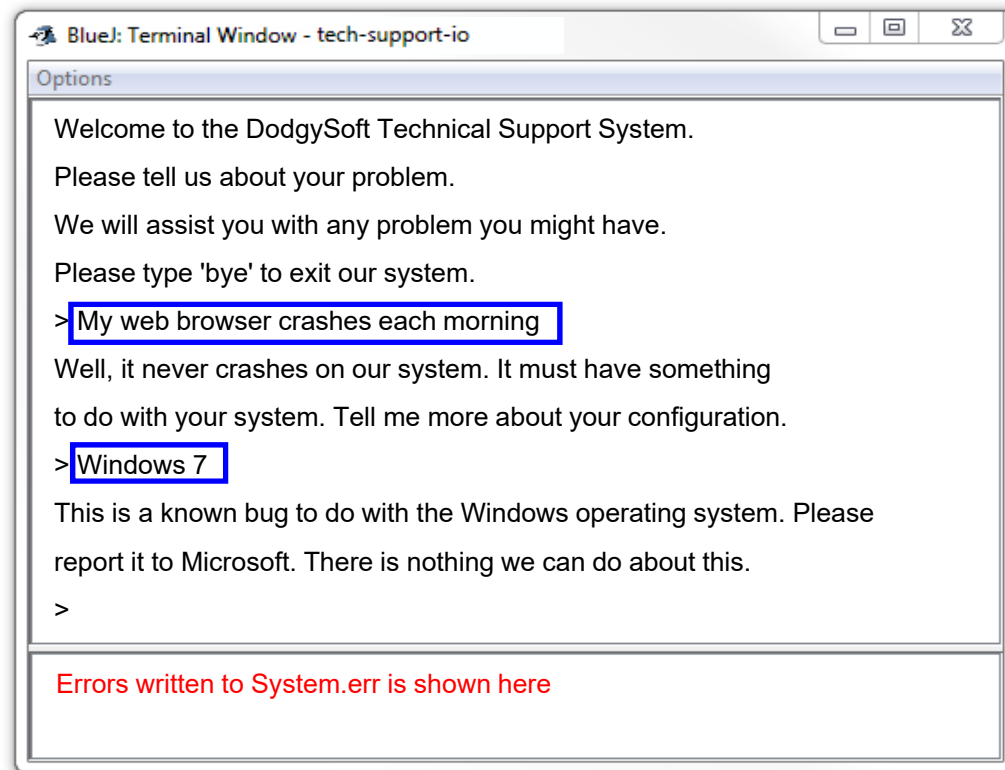 BlueJ: Terminal Window - tech-support-io
Options
Welcome to the DodgySoft Technical Support System.
Please tell us about your problem.
We will assist you with any problem you might have.
Please type 'bye' to exit our system.
> My web browser crashes each morning
Well, it never crashes on our system. It must have something
to do with your system. Tell me more about your configuration.
> Windows 7
This is a known bug to do with the Windows operating system. Please
report it to Microsoft. There is nothing we can do about this.
>
Errors written to System.err is shown here